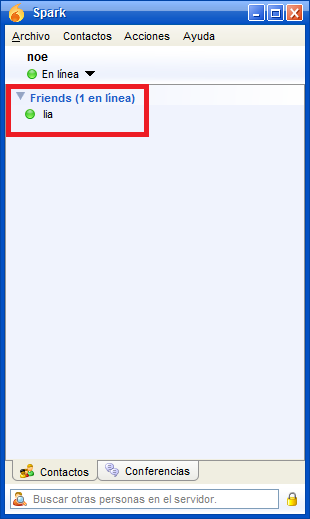 Spark
Archivo Contactos Acciones Ayuda
noe
En línea
Friends (1 en línea)
lia
Contactos Conferencias
Buscar otras personas en el servidor.